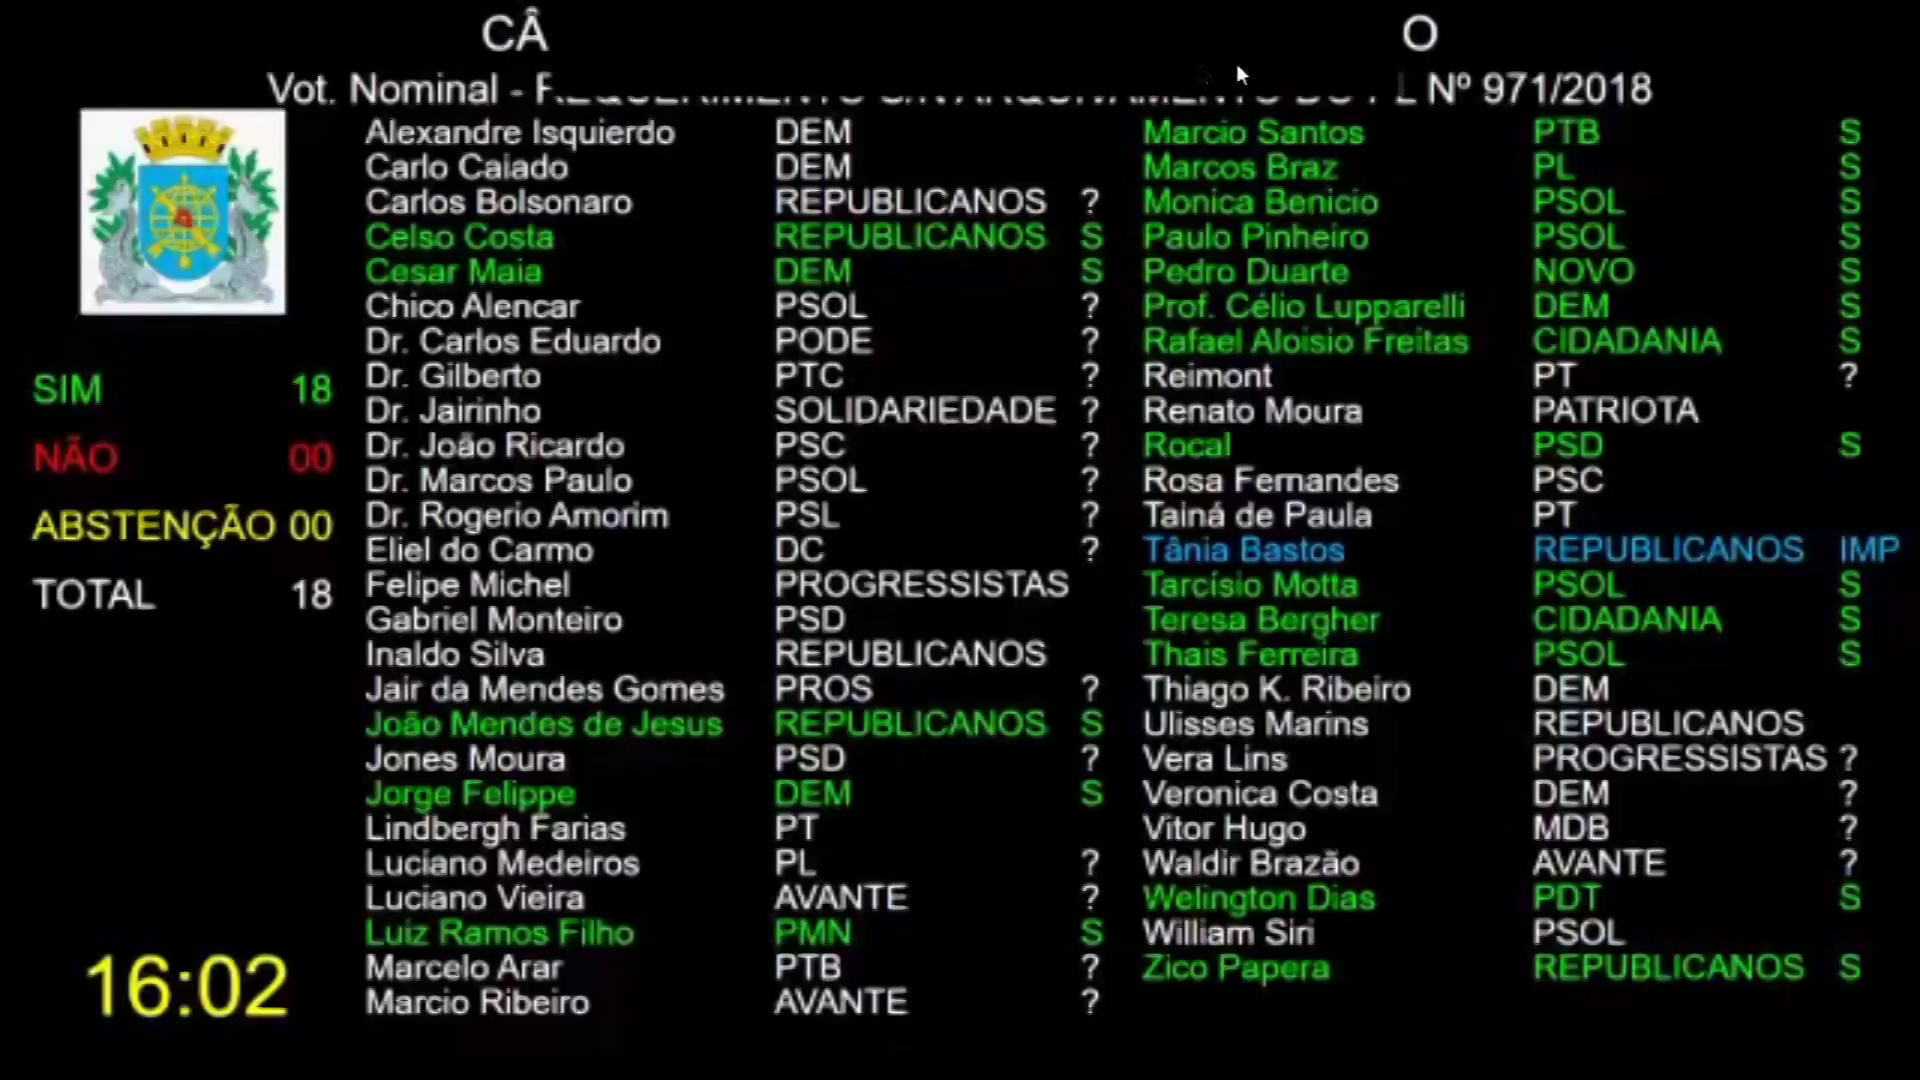 CÂ O
Vot. Nominal - REQUERIMENTO S/N ARQUIVAMENTO DO PL Nº 971/2018
Alexandre Isquierdo DEM
Carlo Caiado DEM
Carlos Bolsonaro REPUBLICANOS ?
Celso Costa REPUBLICANOS S
Cesar Maia DEM S
Chico Alencar PSOL ?
Dr. Carlos Eduardo PODE ?
Dr. Gilberto PTC ?
Dr. Jairinho SOLIDARIEDADE ?
Dr. João Ricardo PSC ?
Dr. Marcos Paulo PSOL ?
Dr. Rogerio Amorim PSL ?
Eliel do Carmo DC ?
Felipe Michel PROGRESSISTAS
Gabriel Monteiro PSD
Inaldo Silva REPUBLICANOS
Jair da Mendes Gomes PROS ?
João Mendes de Jesus REPUBLICANOS S
Jones Moura PSD ?
Jorge Felippe DEM S
Lindbergh Farias PT
Luciano Medeiros PL ?
Luciano Vieira AVANTE ?
Luiz Ramos Filho PMN S
Marcelo Arar PTB ?
Marcio Ribeiro AVANTE ?
Marcio Santos PTB S
Marcos Braz PL S
Monica Benicio PSOL S
Paulo Pinheiro PSOL S
Pedro Duarte NOVO S
Prof. Célio Lupparelli DEM S
Rafael Aloisio Freitas CIDADANIA S
Reimont PT ?
Renato Moura PATRIOTA
Rocal PSD S
Rosa Fernandes PSC
Tainá de Paula PT
Tânia Bastos REPUBLICANOS IMP
Tarcísio Motta PSOL S
Teresa Bergher CIDADANIA S
Thais Ferreira PSOL S
Thiago K. Ribeiro DEM
Ulisses Marins REPUBLICANOS
Vera Lins PROGRESSISTAS ?
Veronica Costa DEM ?
Vitor Hugo MDB ?
Waldir Brazão AVANTE ?
Welington Dias PDT S
William Siri PSOL
Zico Papera REPUBLICANOS S
SIM 18
NÃO 00
ABSTENÇÃO 00
TOTAL 18
16:02